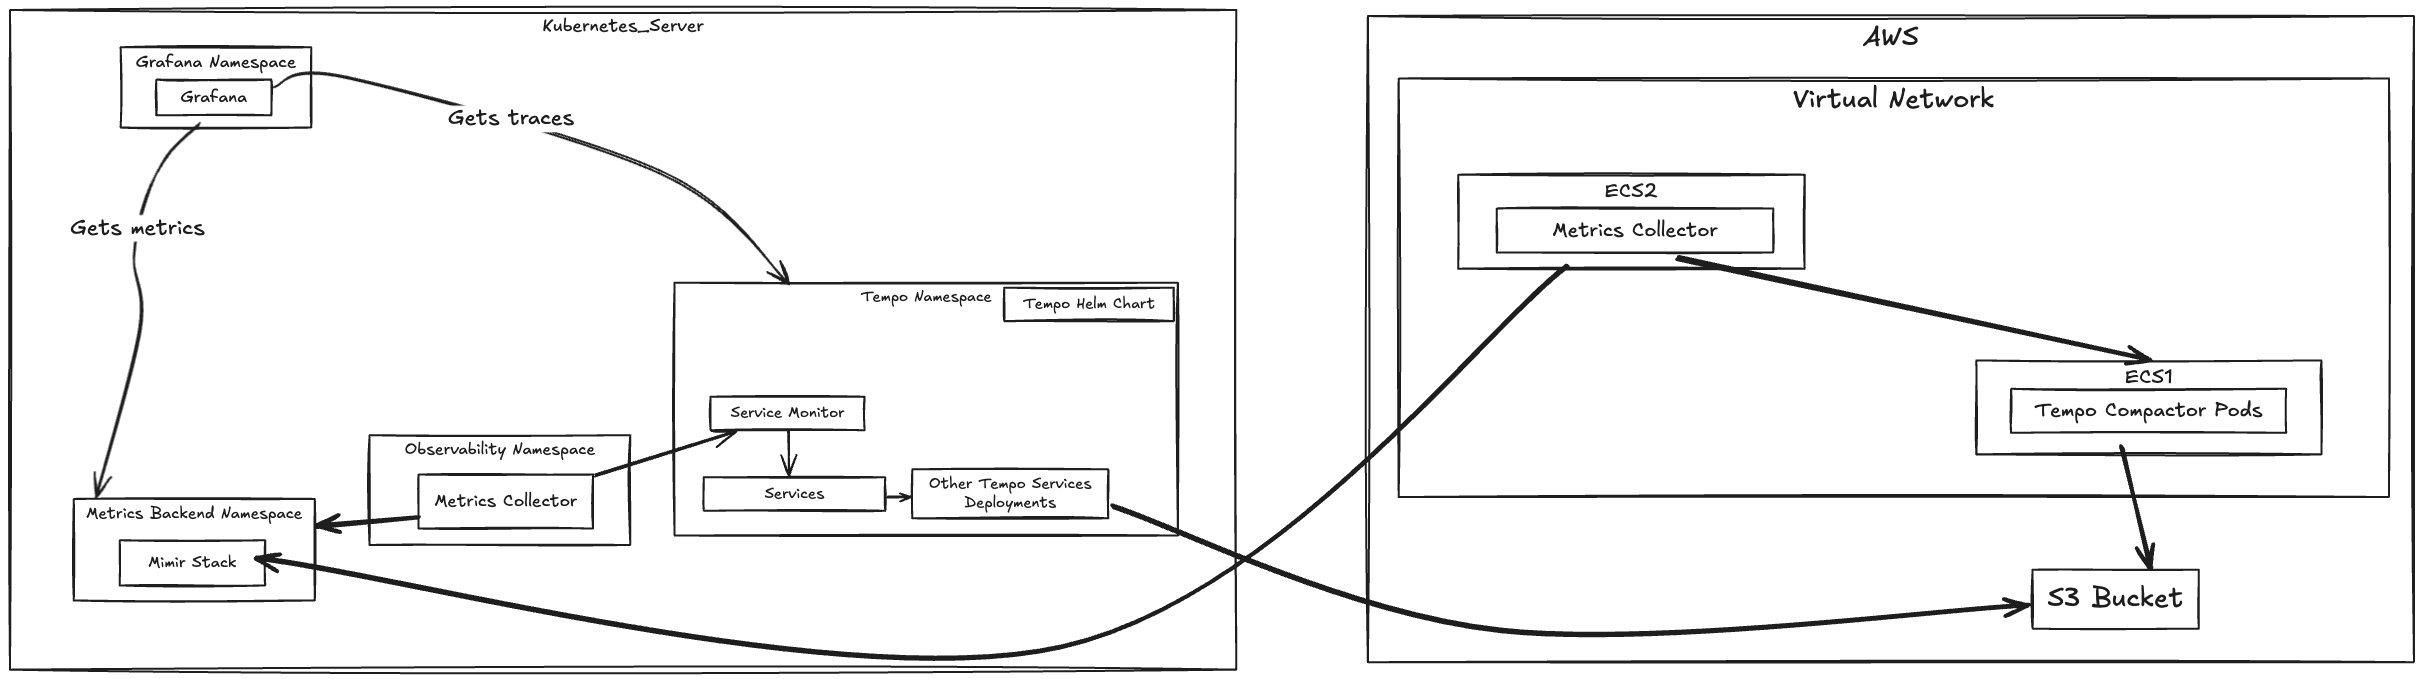 Kubernetes_Server
Grafana Namespace
Grafana
Gets traces
Gets metrics
Tempo Namespace
Tempo Helm Chart
Service Monitor
Observability Namespace
Metrics Collector
Services
Other Tempo Services
Deployments
Metrics Backend Namespace
Mimir Stack
AWS
Virtual Network
ECS2
Metrics Collector
ECS1
Tempo Compactor Pods
S3 Bucket